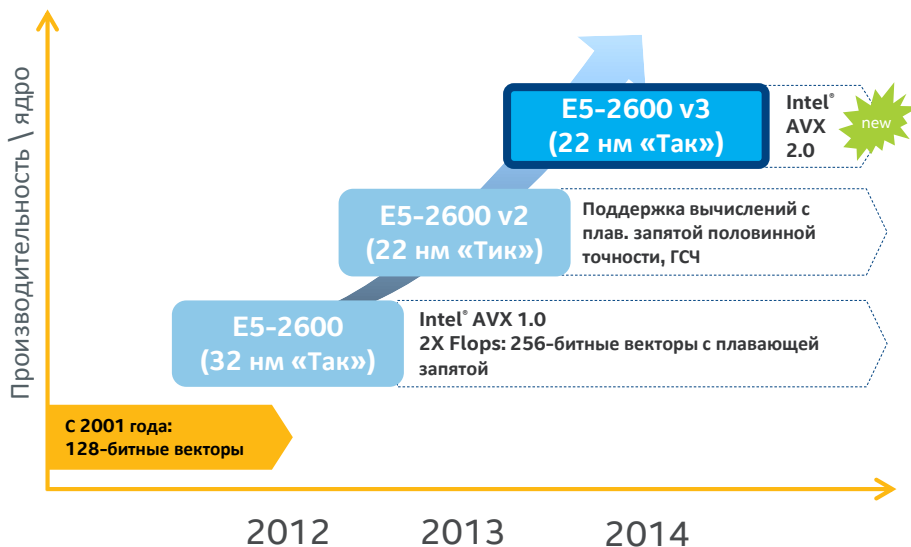 Производительность \ ядро
E5-2600 v3
(22 нм «Так»)
Intel® AVX
2.0
new
E5-2600 v2
(22 нм «Тик»)
Поддержка вычислений с
плав. запятой половинной
точности, ГСЧ
E5-2600
(32 нм «Так»)
Intel® AVX 1.0
2X Flops: 256-битные векторы с плавающей
запятой
С 2001 года:
128-битные векторы
2012
2013
2014